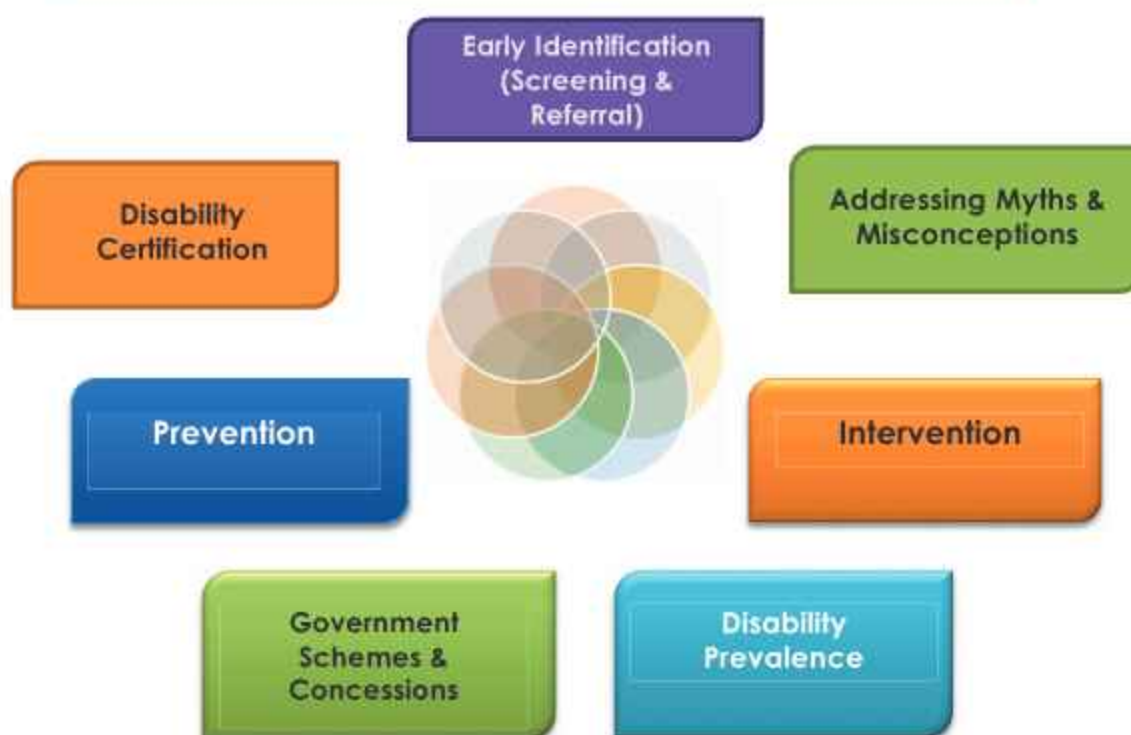 Early Identification
(Screening &
Referral)
Disability
Certification
Addressing Myths &
Misconceptions
Prevention
Intervention
Government
Schemes &
Concessions
Disability
Prevalence